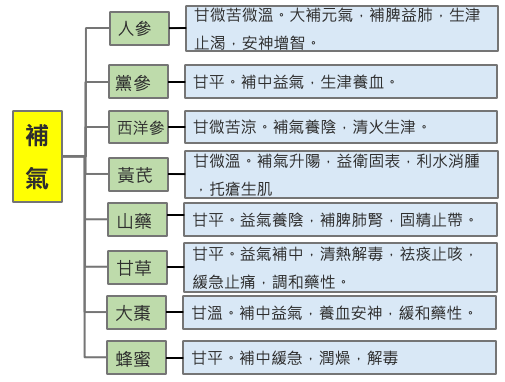 補
氣
人參
甘微苦微溫。大補元氣，補脾益肺，生津
止渴，安神增智。
黨參
甘平。補中益氣，生津養血。
西洋參
甘微苦涼。補氣養陰，清火生津。
黃芪
甘微溫。補氣升陽，益衛固表，利水消腫
，托瘡生肌
山藥
甘平。益氣養陰，補脾肺腎，固精止帶。
甘草
甘平。益氣補中，清熱解毒，祛痰止咳，
緩急止痛，調和藥性。
大棗
甘溫。補中益氣，養血安神，緩和藥性。
蜂蜜
甘平。補中緩急，潤燥，解毒